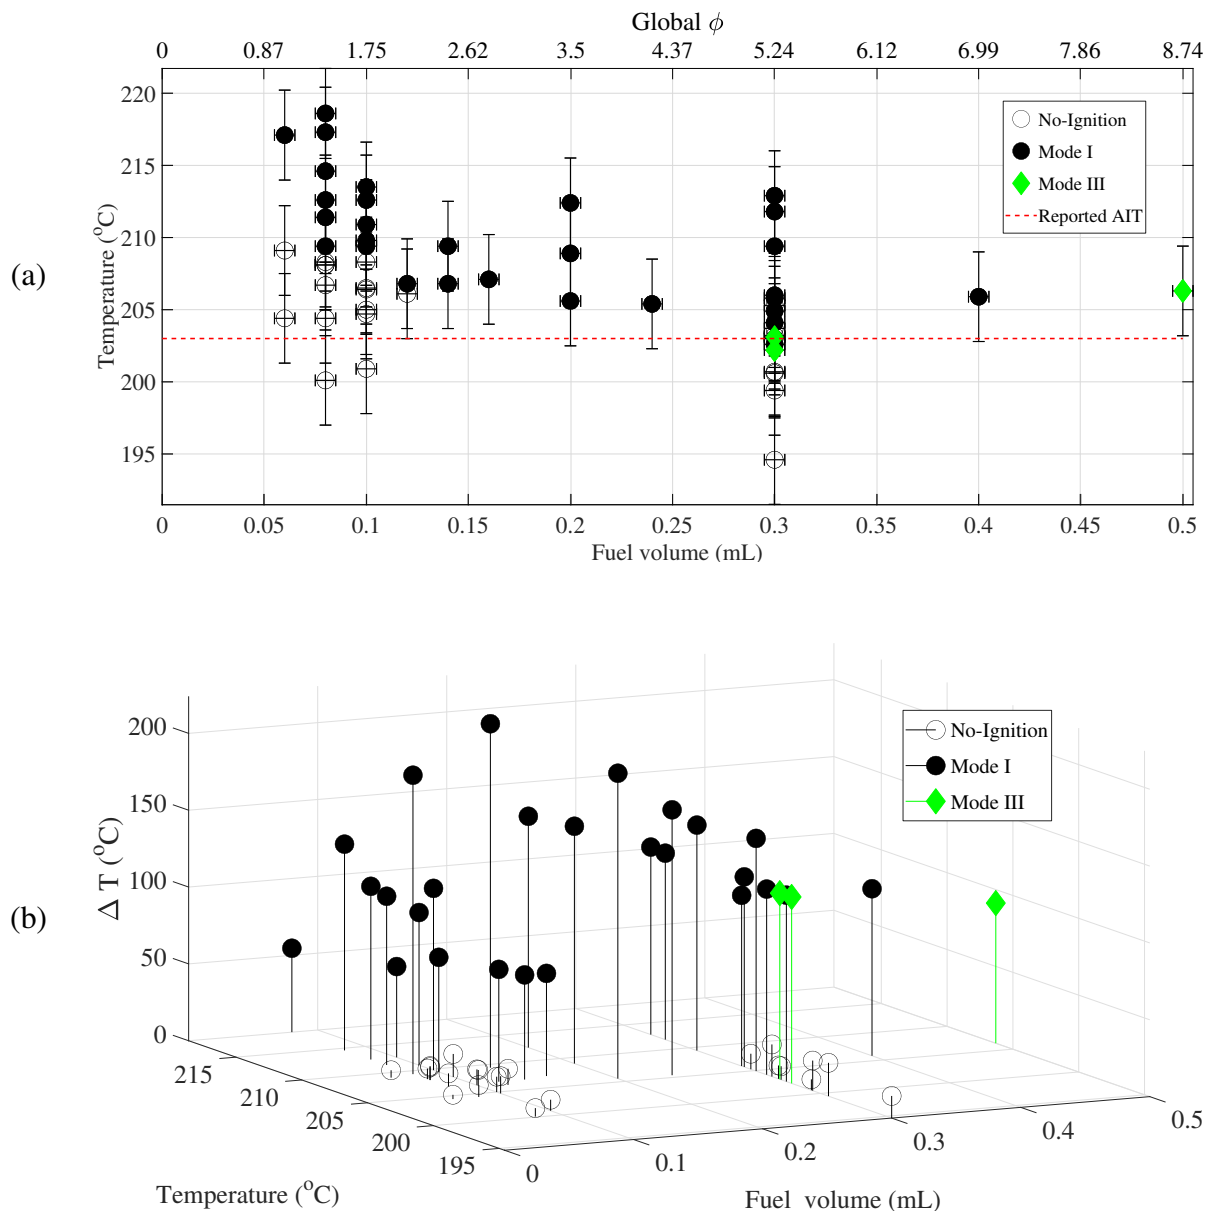 Global ϕ
0 0.87 1.75 2.62 3.5 4.37 5.24 6.12 6.99 7.86 8.74
(a)
Temperature (°C)
220
215
210
205
200
195
No-Ignition
Mode I
Mode III
Reported AIT
0 0.05 0.1 0.15 0.2 0.25 0.3 0.35 0.4 0.45 0.5
Fuel volume (mL)
(b)
Δ T (°C)
200
150
100
50
0
No-Ignition
Mode I
Mode III
215
210
205
200
195
Temperature (°C)
0
0.1
0.2
0.3
0.4
0.5
Fuel volume (mL)